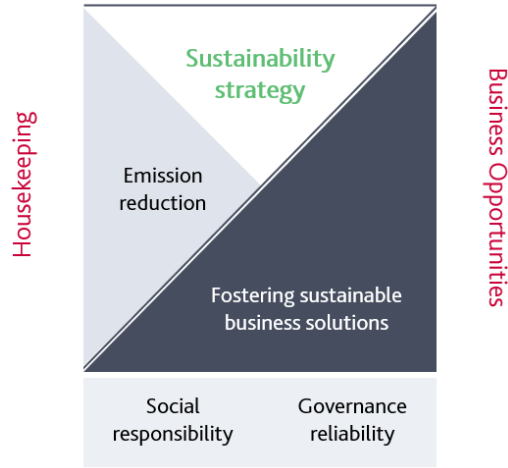 Sustainability
strategy
Housekeeping
Business Opportunities
Emission
reduction
Fostering sustainable
business solutions
Social
responsibility
Governance
reliability